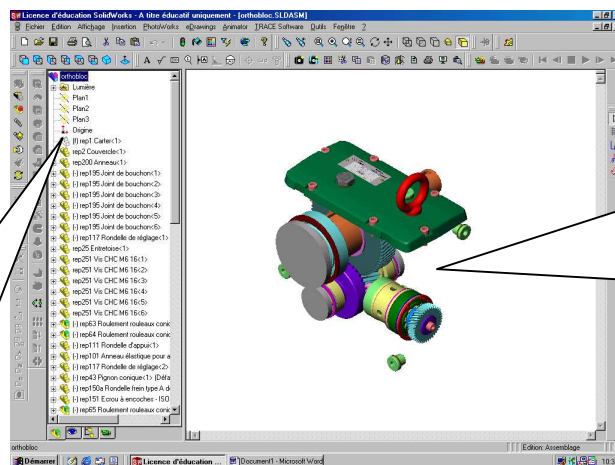 Licence d'éducation SolidWorks - A titre éducatif uniquement - [orthobloc.SLDASM]
Fichier Edition Affichage Insertion PhotoWorks eDrawings Animator TRACE Software Outils Fenêtre ?
orthobloc
Lumière
Plan1
Plan2
Plan3
Origine
(f) rep1 Carter<1>
rep2 Couvercle<1>
rep200 Anneau<1>
(-) rep195 Joint de bouchon<1>
(-) rep195 Joint de bouchon<2>
(-) rep195 Joint de bouchon<3>
(-) rep195 Joint de bouchon<4>
(-) rep195 Joint de bouchon<5>
(-) rep195 Joint de bouchon<6>
(-) rep117 Rondelle de réglage<1>
rep25 Entretoise<1>
rep251 Vis CHC M6 16<1>
rep251 Vis CHC M6 16<2>
rep251 Vis CHC M6 16<3>
rep251 Vis CHC M6 16<4>
rep251 Vis CHC M6 16<5>
rep251 Vis CHC M6 16<6>
(-) rep63 Roulement rouleaux conic
(-) rep64 Roulement rouleaux conic
(-) rep111 Rondelle d'appui<1>
(-) rep101 Anneau élastique pour a
(-) rep117 Rondelle de réglage<2>
(-) rep43 Pignon conique<1> (Défa
(-) rep150a Rondelle frein type A d
(-) rep151 Ecrou à encoches - ISO
(-) rep65 Roulement rouleaux conic
orthobloc
Edition: Assemblage
Démarrer
Licence d'éducation ...
Document1 - Microsoft Word